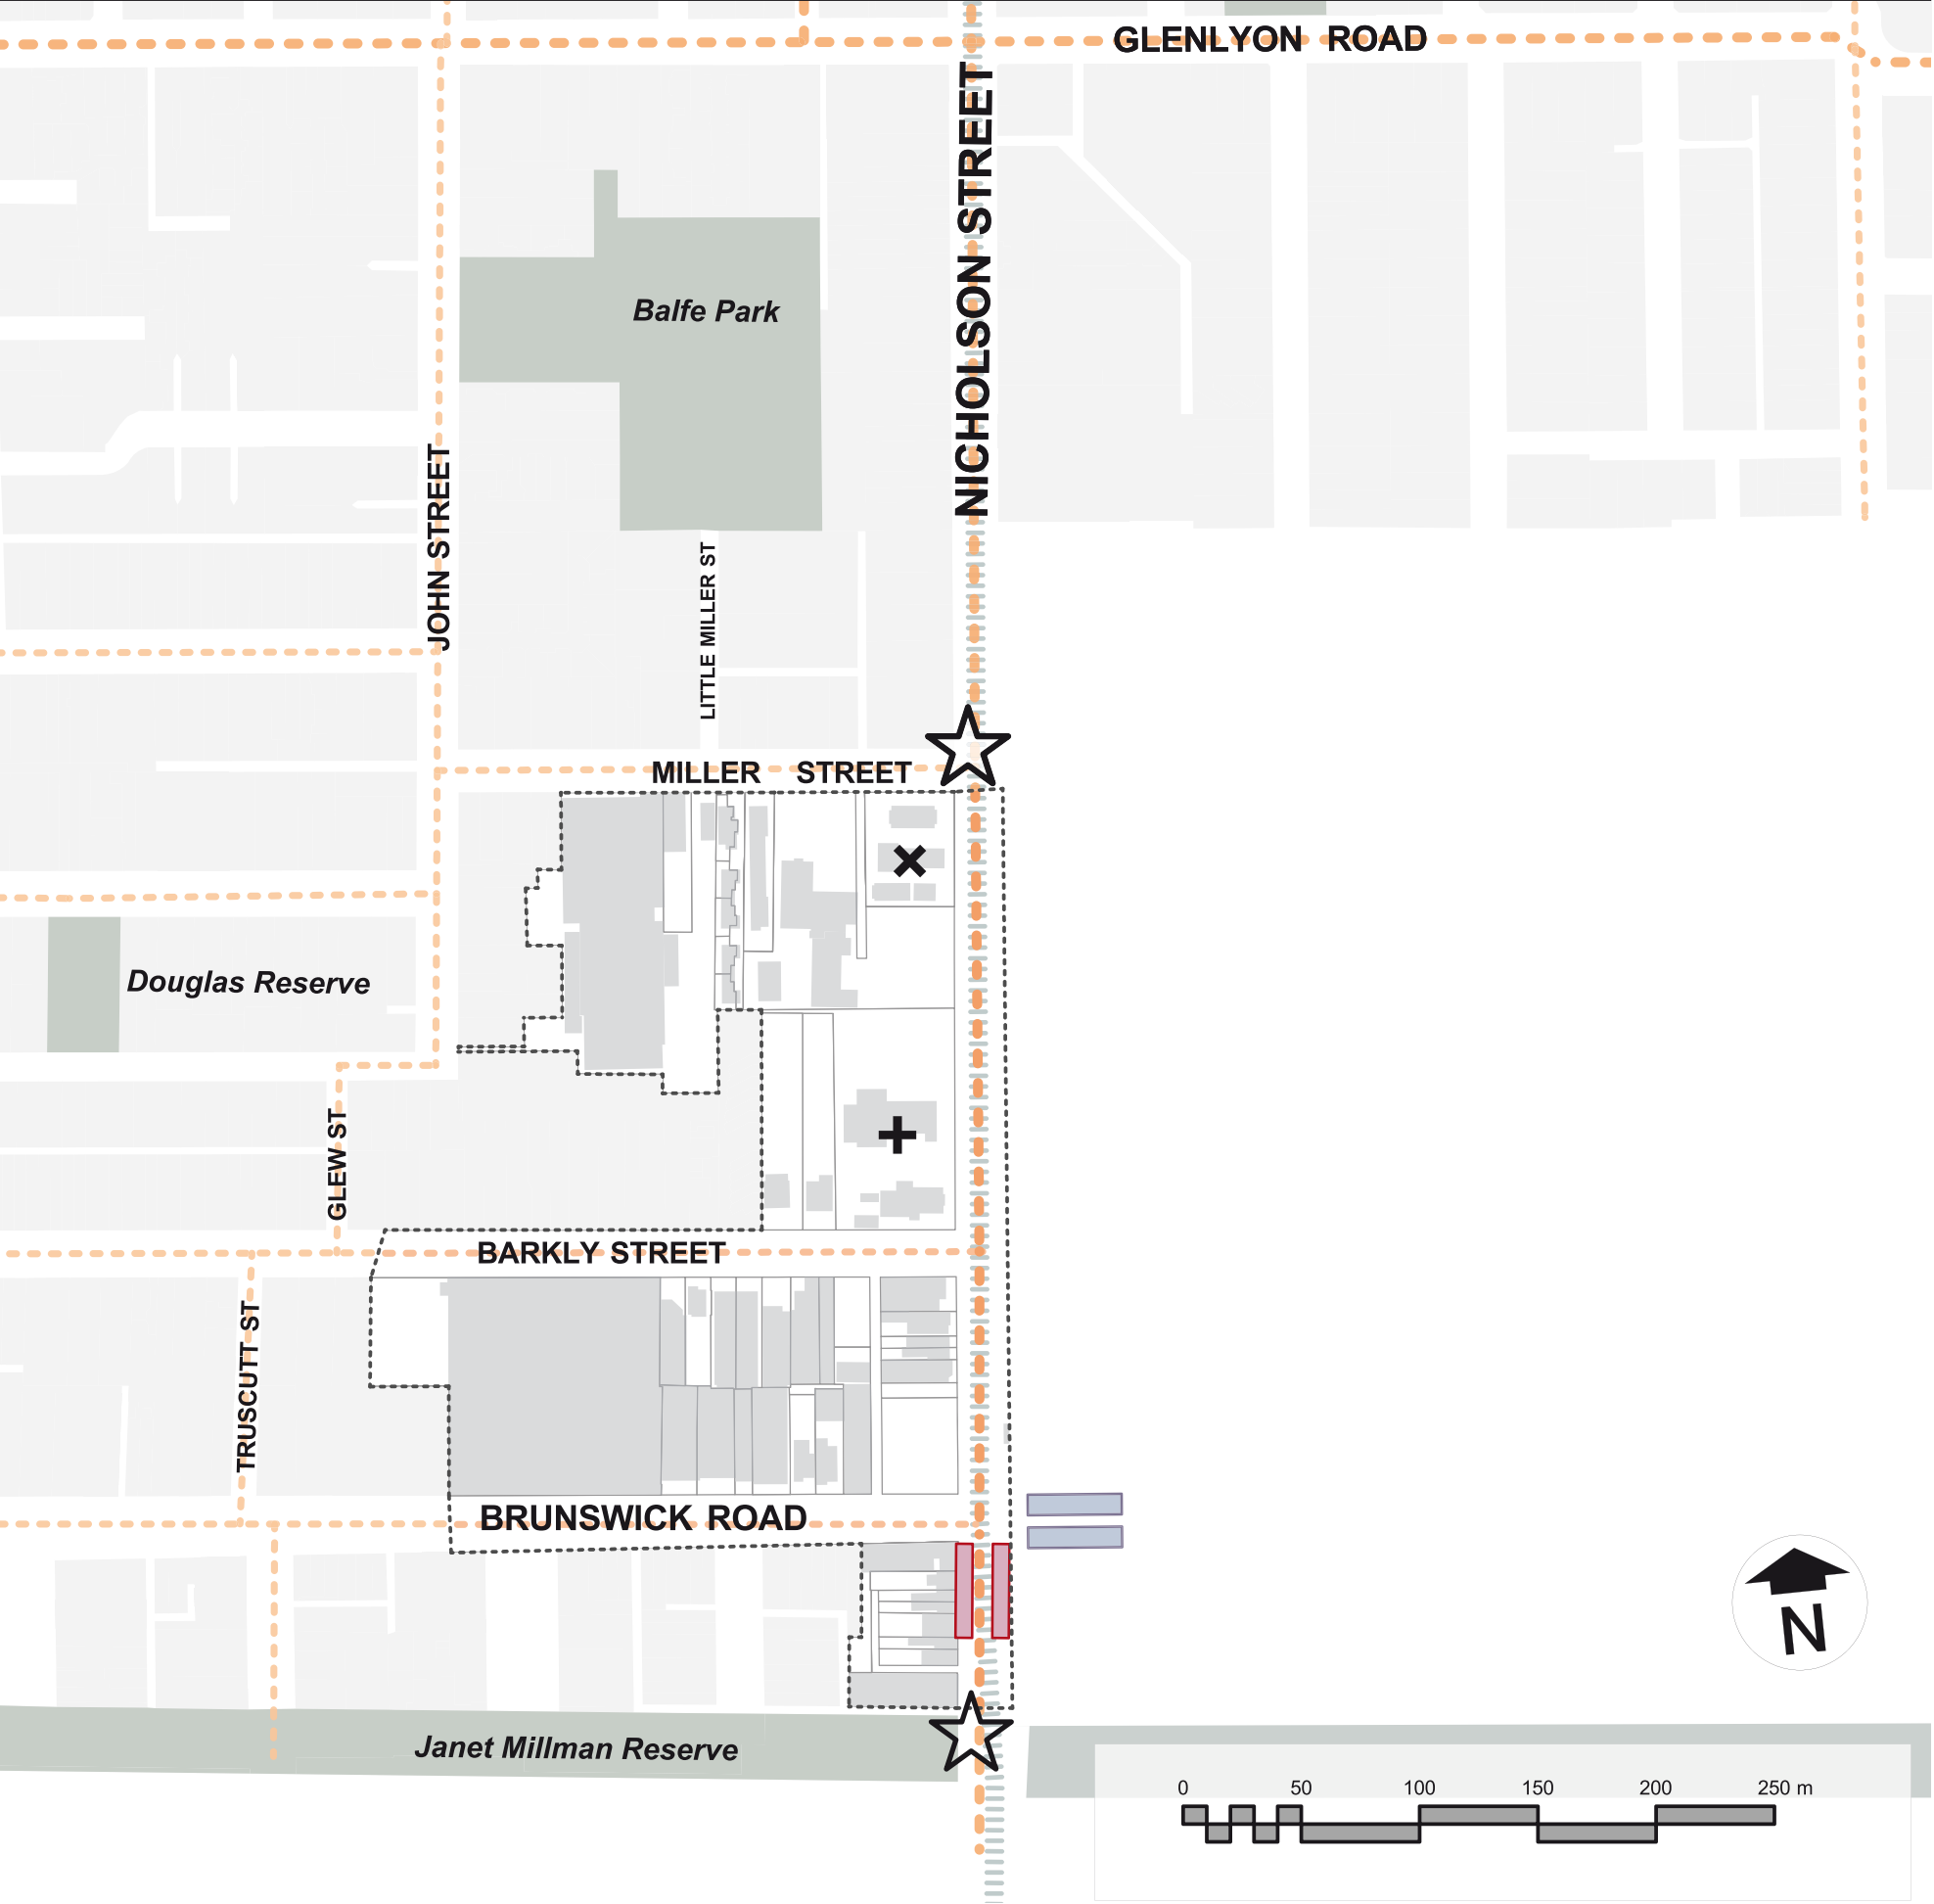 GLENLYON ROAD
NICHOLSON STREET
Balfe Park
JOHN STREET
LITTLE MILLER ST
MILLER STREET
Douglas Reserve
GLEW ST
BARKLY STREET
TRUSCUTT ST
BRUNSWICK ROAD
N
Janet Millman Reserve
0 50 100 150 200 250 m